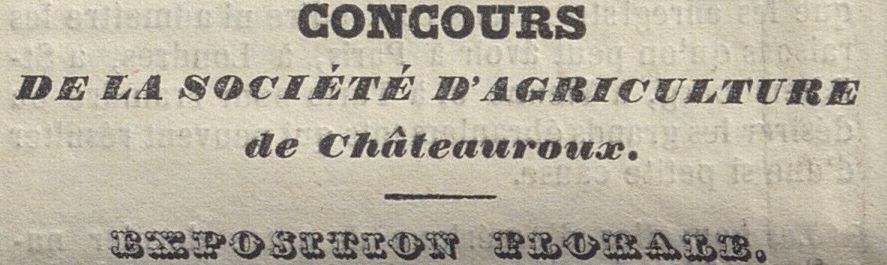 CONCOURS
DE LA SOCIÉTÉ D'AGRICULTURE
de Châteauroux.
EXPOSITION FLORALE.